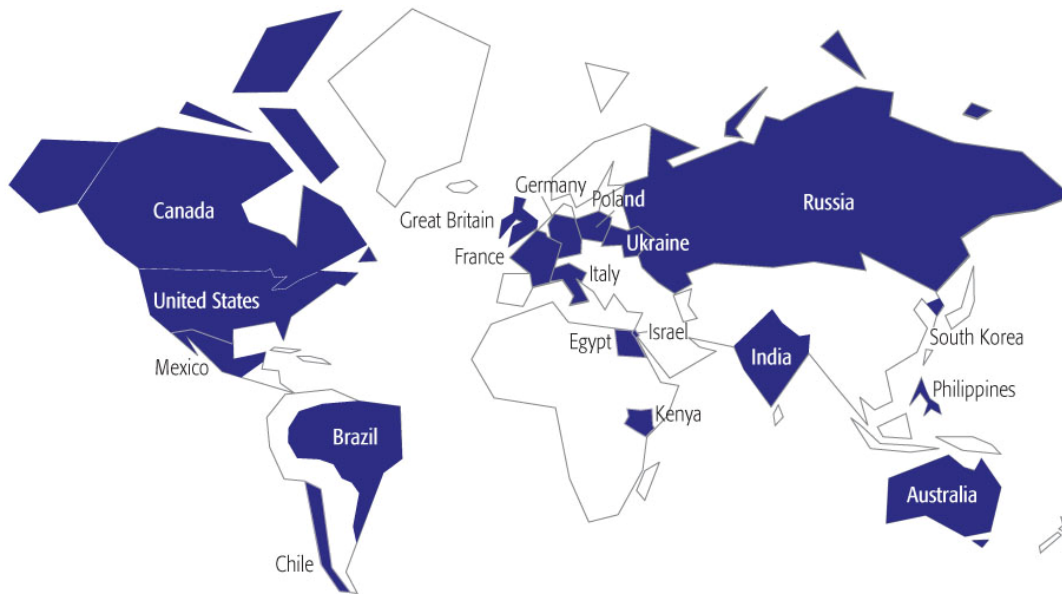 Germany
Poland
Canada
Russia
Great Britain
Ukraine
France
Italy
United States
Israel
South Korea
Egypt
India
Mexico
Philippines
Kenya
Brazil
Australia
Chile